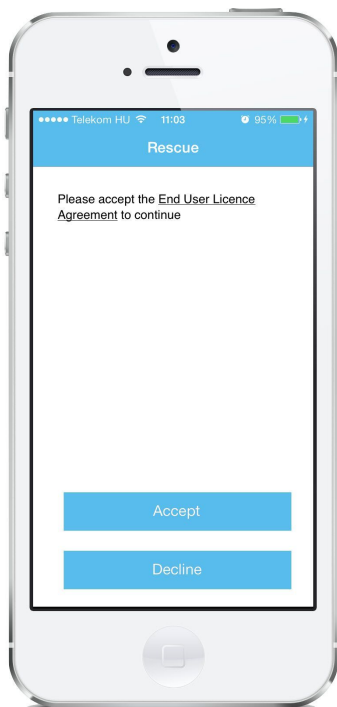 Telekom HU 11:03 95%
Rescue
Please accept the End User Licence
Agreement to continue
Accept
Decline